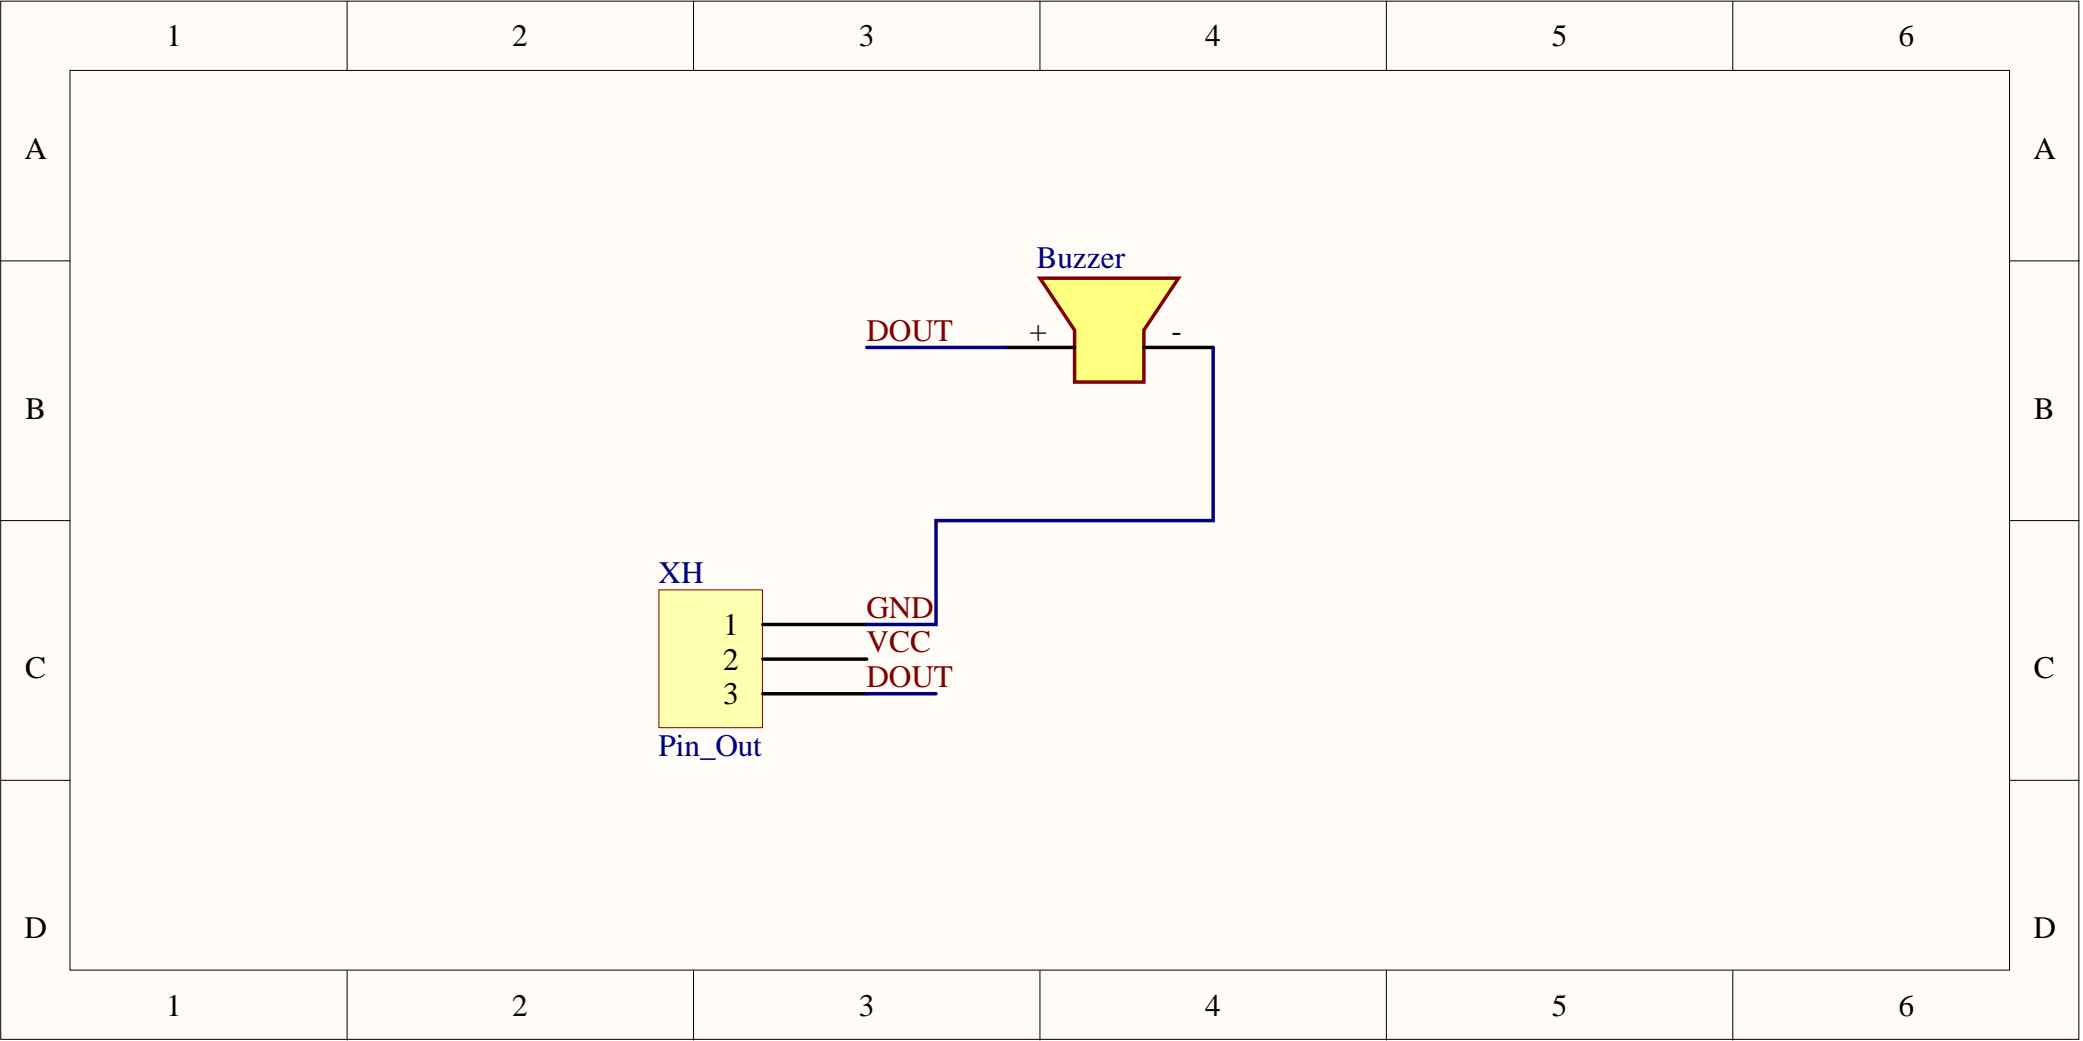 1 2 3 4 5 6
A A
Buzzer
DOUT + -
B B
XH
1 GND
2 VCC
3 DOUT
C C
Pin_Out
D D
1 2 3 4 5 6